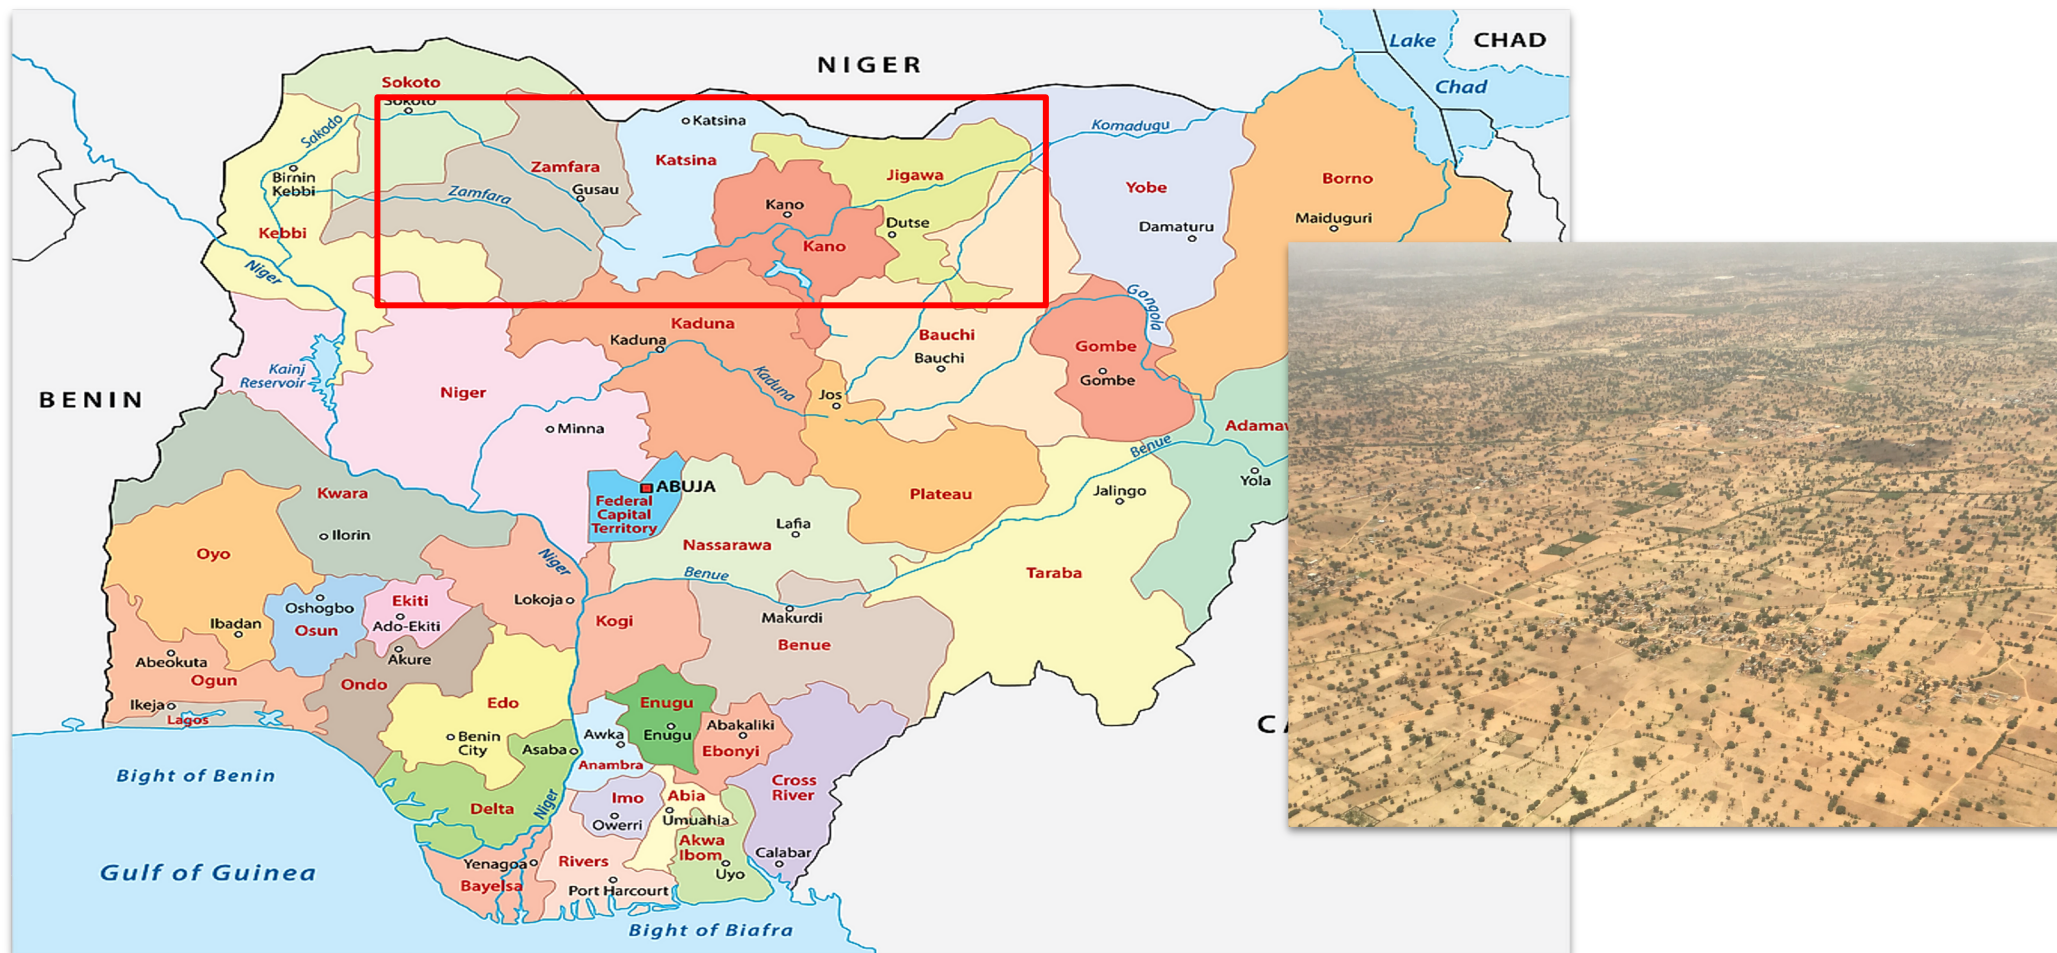 Lake
CHAD
NIGER
Chad
Sokoto
Sokoto
Katsina
Sakodo
Komadugu
Zamfara
Katsina
Jigawa
Birnin
Kebbi
Zamfara
Gusau
Yobe
Borno
Kano
Dutse
Maiduguri
Kebbi
Kano
Damaturu
Niger
Gongola
Kaduna
Kaduna
Bauchi
Bauchi
Gombe
Gombe
Kainj
Reservoir
BENIN
Niger
Kaduna
Jos
Minna
Adamaw
Benue
Yola
Kwara
ABUJA
Federal
Capital
Territory
Plateau
Jalingo
Ilorin
Lafia
Oyo
Niger
Nassarawa
Benue
Taraba
Oshogbo
Ekiti
Lokoja
Ibadan
Osun
Ado-Ekiti
Kogi
Makurdi
Benue
Abeokuta
Akure
Ogun
Ondo
Ikeja
Lagos
Edo
Enugu
Enugu
Abakaliki
Ebonyi
CA
Benin
City
Asaba
Awka
Anambra
Bight of Benin
Cross
River
Delta
Niger
Imo
Owerri
Abia
Umuahia
Akwa
Ibom
Uyo
Calabar
Gulf of Guinea
Yenagoa
Bayelsa
Rivers
Port Harcourt
Bight of Biafra